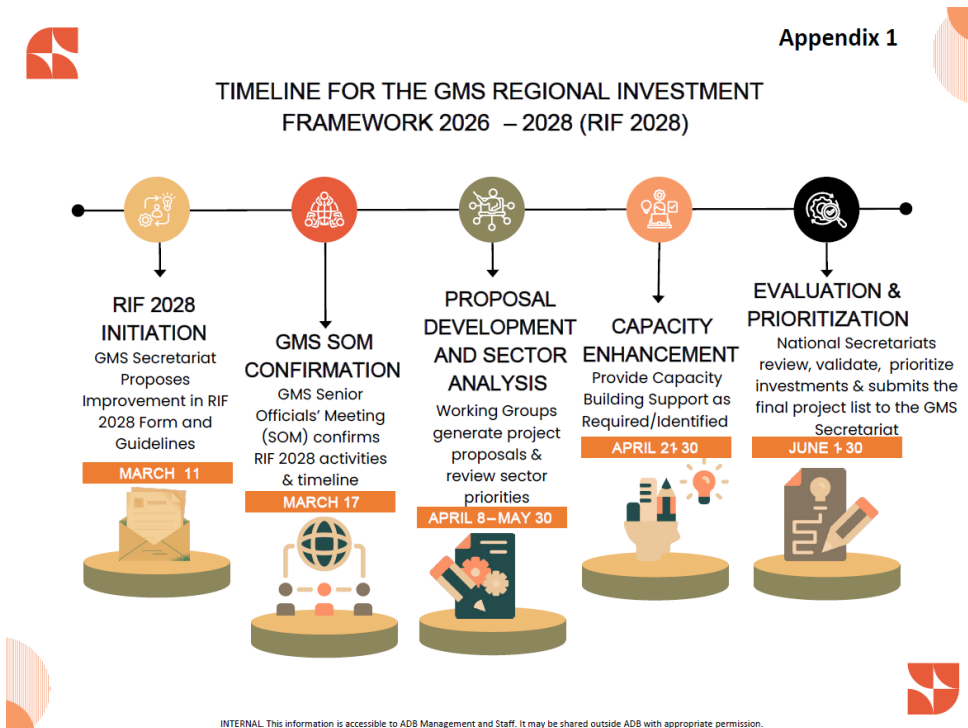 Appendix 1
TIMELINE FOR THE GMS REGIONAL INVESTMENT
FRAMEWORK 2026 – 2028 (RIF 2028)
RIF 2028
INITIATION
GMS Secretariat
Proposes
Improvement in RIF
2028 Form and
Guidelines
MARCH 11
GMS SOM
CONFIRMATION
GMS Senior
Officials’ Meeting
(SOM) confirms
RIF 2028 activities
& timeline
MARCH 17
PROPOSAL
DEVELOPMENT
AND SECTOR
ANALYSIS
Working Groups
generate project
proposals &
review sector
priorities
APRIL 8–MAY 30
CAPACITY
ENHANCEMENT
Provide Capacity
Building Support as
Required/Identified
APRIL 21-30
EVALUATION &
PRIORITIZATION
National Secretariats
review, validate, prioritize
investments & submits the
final project list to the GMS
Secretariat
JUNE 1-30
INTERNAL. This information is accessible to ADB Management and Staff. It may be shared outside ADB with appropriate permission.